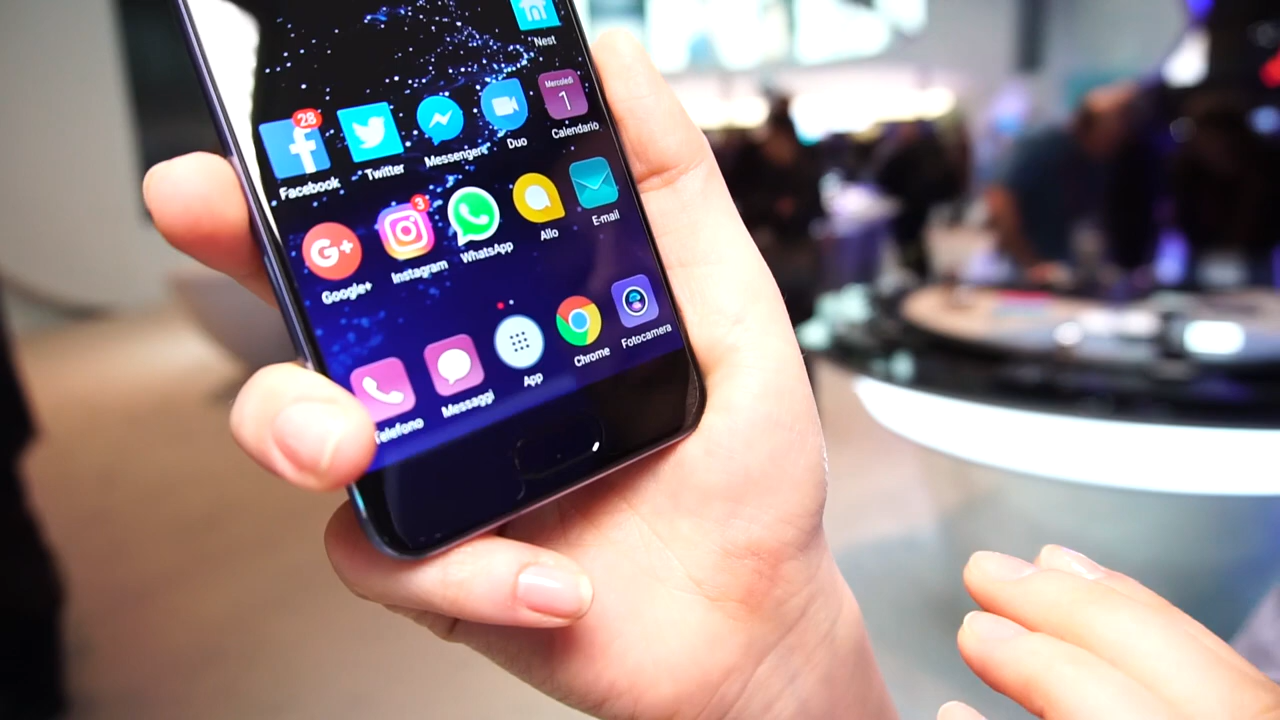 Nest
28
Facebook
Twitter
Messenger
Duo
Mercoledì
1
Calendario
G+
Google+
3
Instagram
WhatsApp
Allo
E-mail
Telefono
Messaggi
App
Chrome
Fotocamera